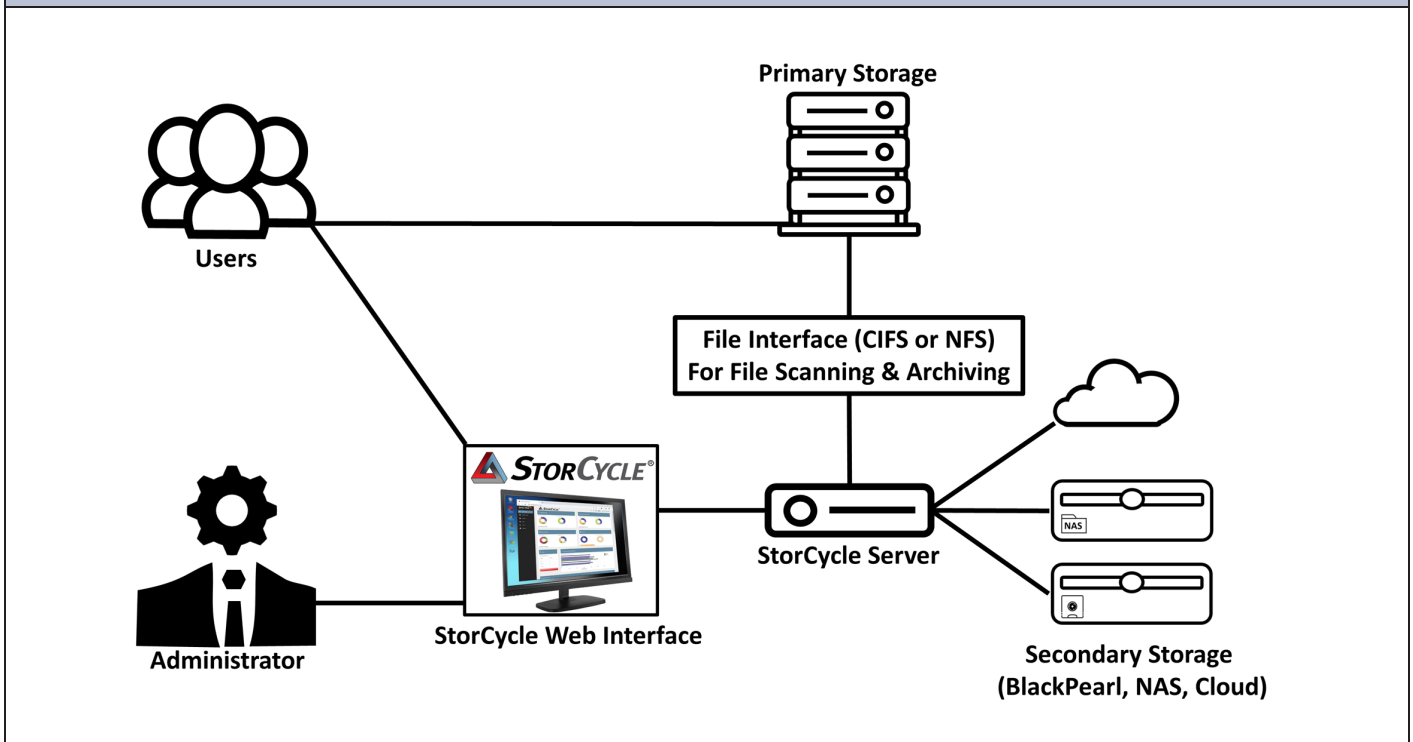 Primary Storage
Users
File Interface (CIFS or NFS)
For File Scanning & Archiving
STORCYCLE®
NAS
StorCycle Server
StorCycle Web Interface
Administrator
Secondary Storage
(BlackPearl, NAS, Cloud)